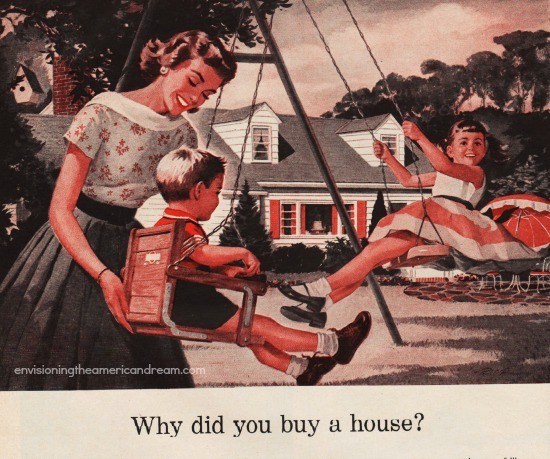 envisioningtheamericandream.com
Why did you buy a house?